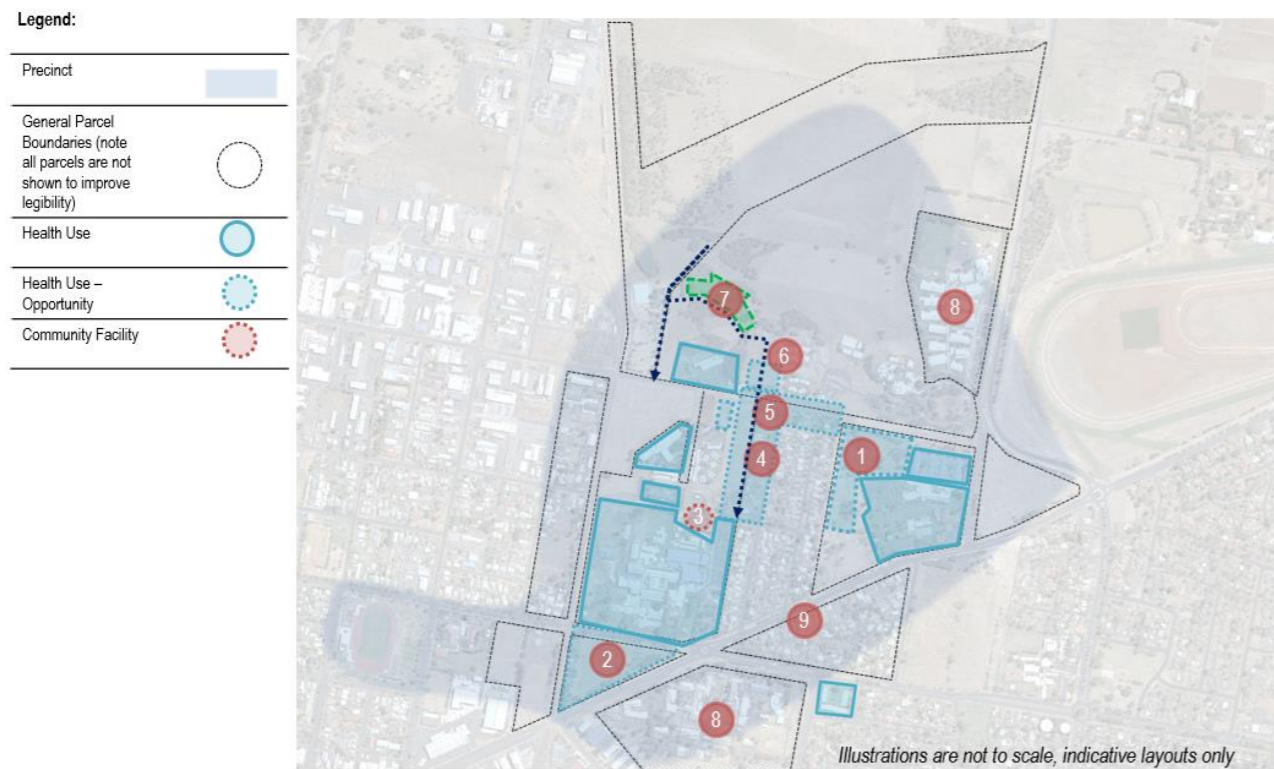 Legend:
Precinct
General Parcel
Boundaries (note
all parcels are not
shown to improve
legibility)
Health Use
Health Use –
Opportunity
Community Facility
7
8
6
5
1
4
3
9
2
8
Illustrations are not to scale, indicative layouts only